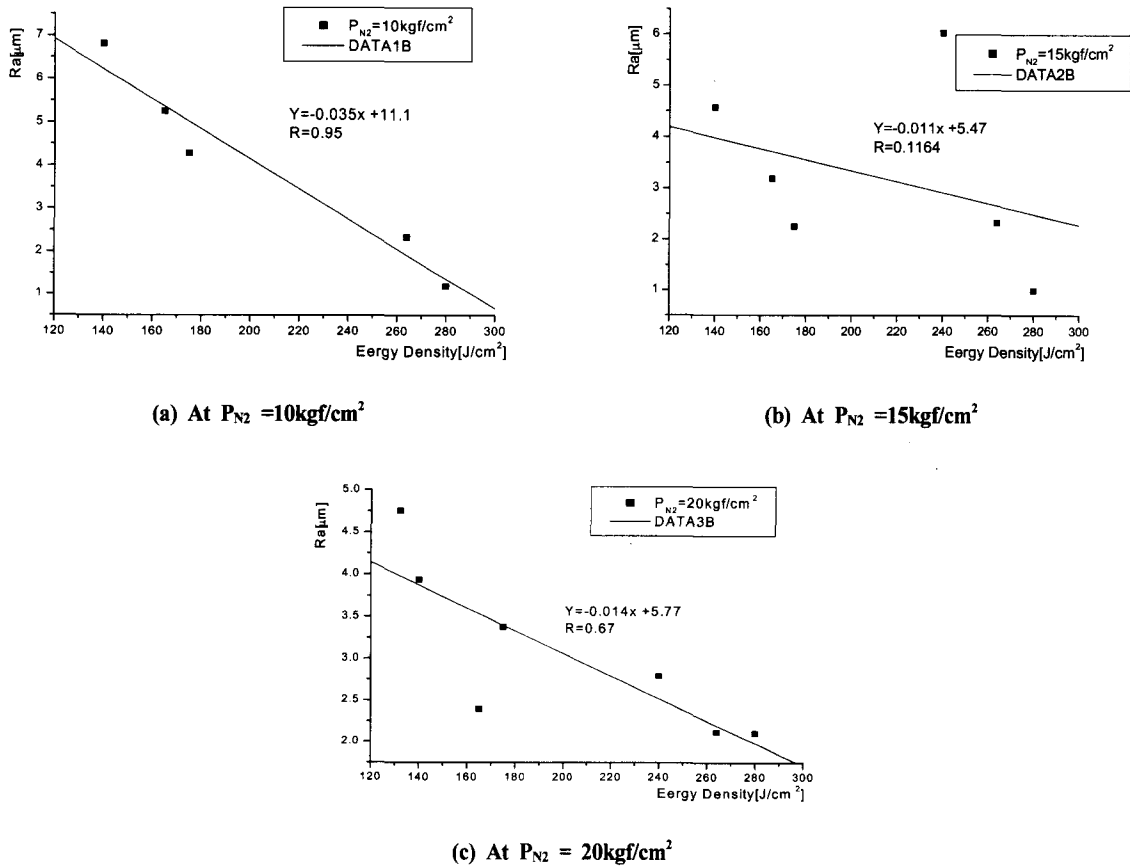 P_N2=10kgf/cm²
DATA1B
Ra[μm]
7
6
5
4
3
2
1
Y=-0.035x +11.1
R=0.95
120 140 160 180 200 220 240 260 280 300
Eergy Density[J/cm²]
(a) At P_N2 =10kgf/cm²
P_N2=15kgf/cm²
DATA2B
Ra[μm]
6
5
4
3
2
1
Y=-0.011x +5.47
R=0.1164
120 140 160 180 200 220 240 260 280 300
Eergy Density[J/cm²]
(b) At P_N2 =15kgf/cm²
P_N2=20kgf/cm²
DATA3B
Ra[μm]
5.0
4.5
4.0
3.5
3.0
2.5
2.0
Y=-0.014x +5.77
R=0.67
120 140 160 180 200 220 240 260 280 300
Eergy Density[J/cm²]
(c) At P_N2 = 20kgf/cm²